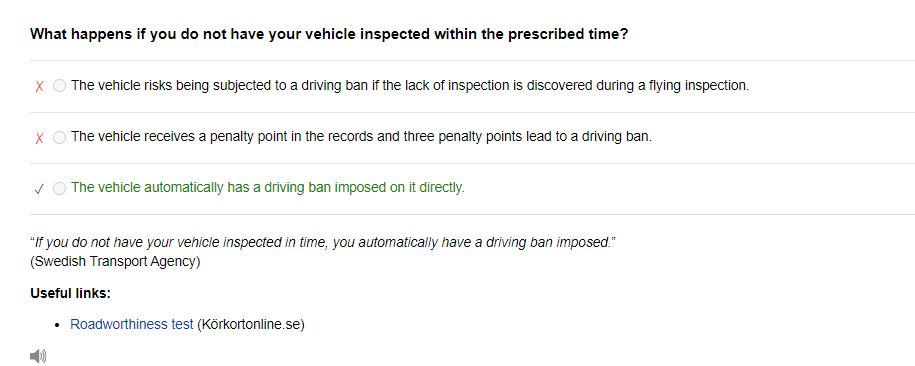 What happens if you do not have your vehicle inspected within the prescribed time?
The vehicle risks being subjected to a driving ban if the lack of inspection is discovered during a flying inspection.
The vehicle receives a penalty point in the records and three penalty points lead to a driving ban.
The vehicle automatically has a driving ban imposed on it directly.
“If you do not have your vehicle inspected in time, you automatically have a driving ban imposed.”
(Swedish Transport Agency)
Useful links:
• Roadworthiness test (Körkortonline.se)